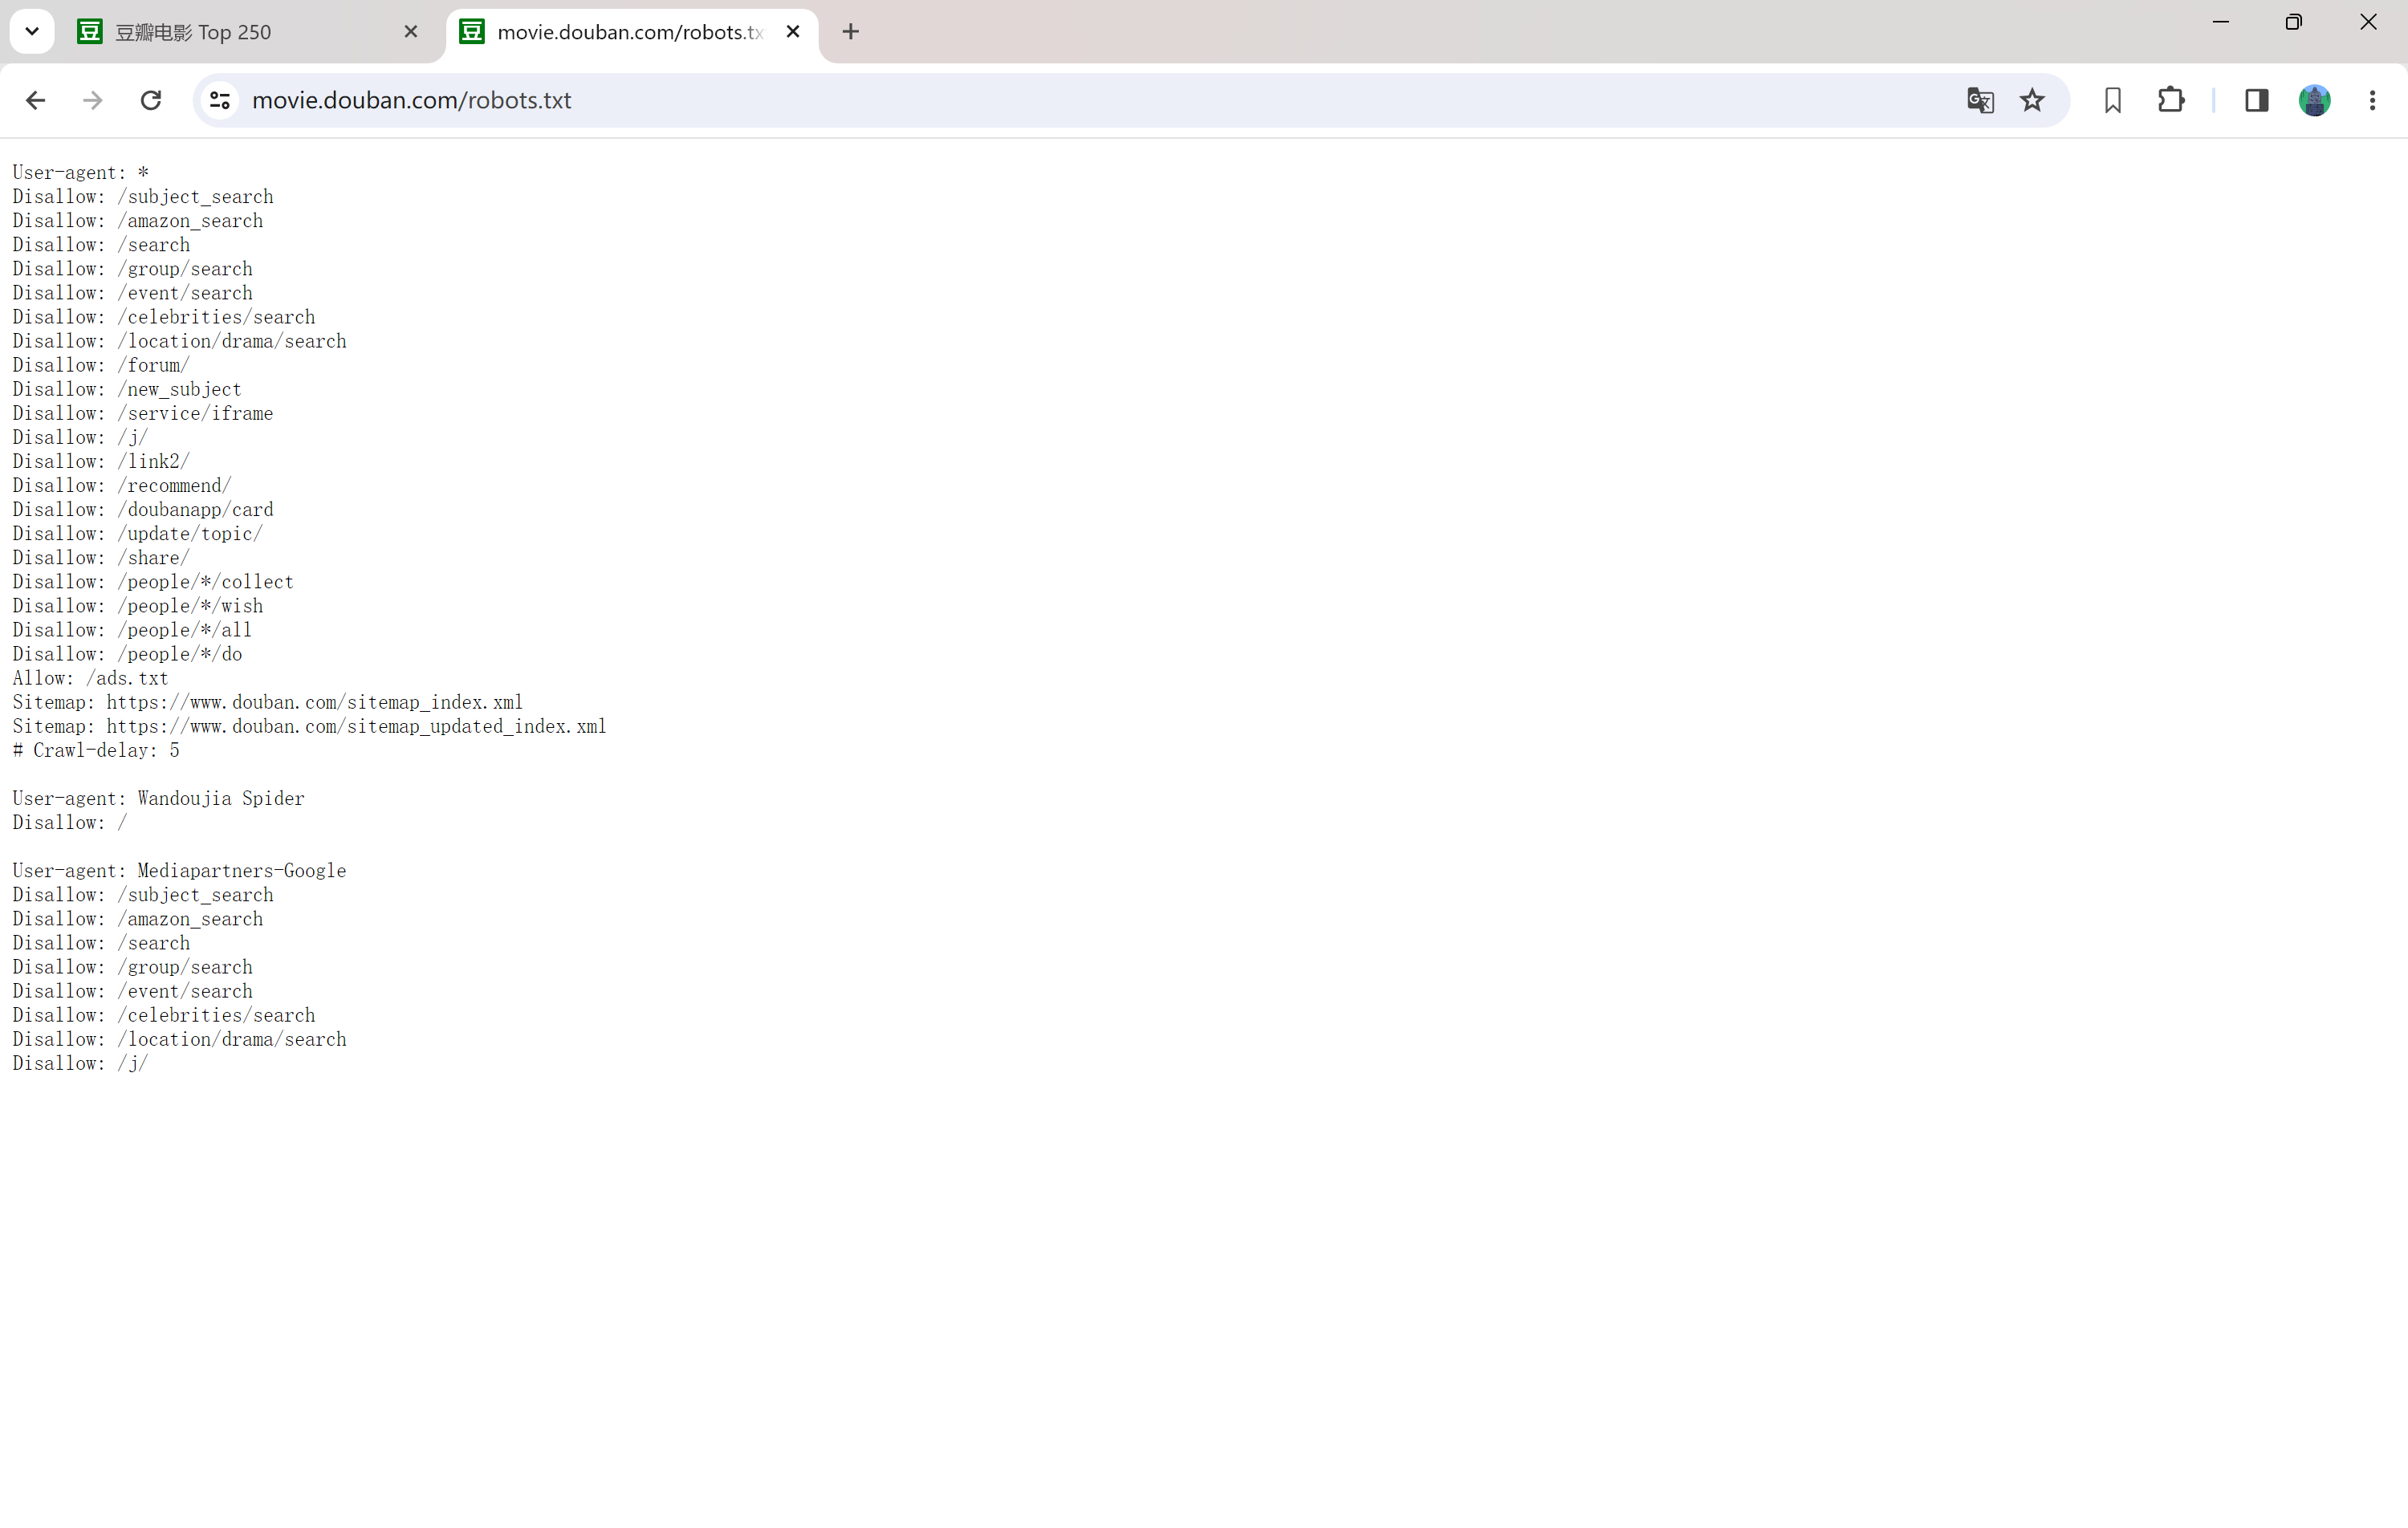 豆瓣电影 Top 250
movie.douban.com/robots.tx
movie.douban.com/robots.txt
User-agent: *
Disallow: /subject_search
Disallow: /amazon_search
Disallow: /search
Disallow: /group/search
Disallow: /event/search
Disallow: /celebrities/search
Disallow: /location/drama/search
Disallow: /forum/
Disallow: /new_subject
Disallow: /service/iframe
Disallow: /j/
Disallow: /link2/
Disallow: /recommend/
Disallow: /doubanapp/card
Disallow: /update/topic/
Disallow: /share/
Disallow: /people/*/collect
Disallow: /people/*/wish
Disallow: /people/*/all
Disallow: /people/*/do
Allow: /ads.txt
Sitemap: https://www.douban.com/sitemap_index.xml
Sitemap: https://www.douban.com/sitemap_updated_index.xml
# Crawl-delay: 5
User-agent: Wandoujia Spider
Disallow: /
User-agent: Mediapartners-Google
Disallow: /subject_search
Disallow: /amazon_search
Disallow: /search
Disallow: /group/search
Disallow: /event/search
Disallow: /celebrities/search
Disallow: /location/drama/search
Disallow: /j/